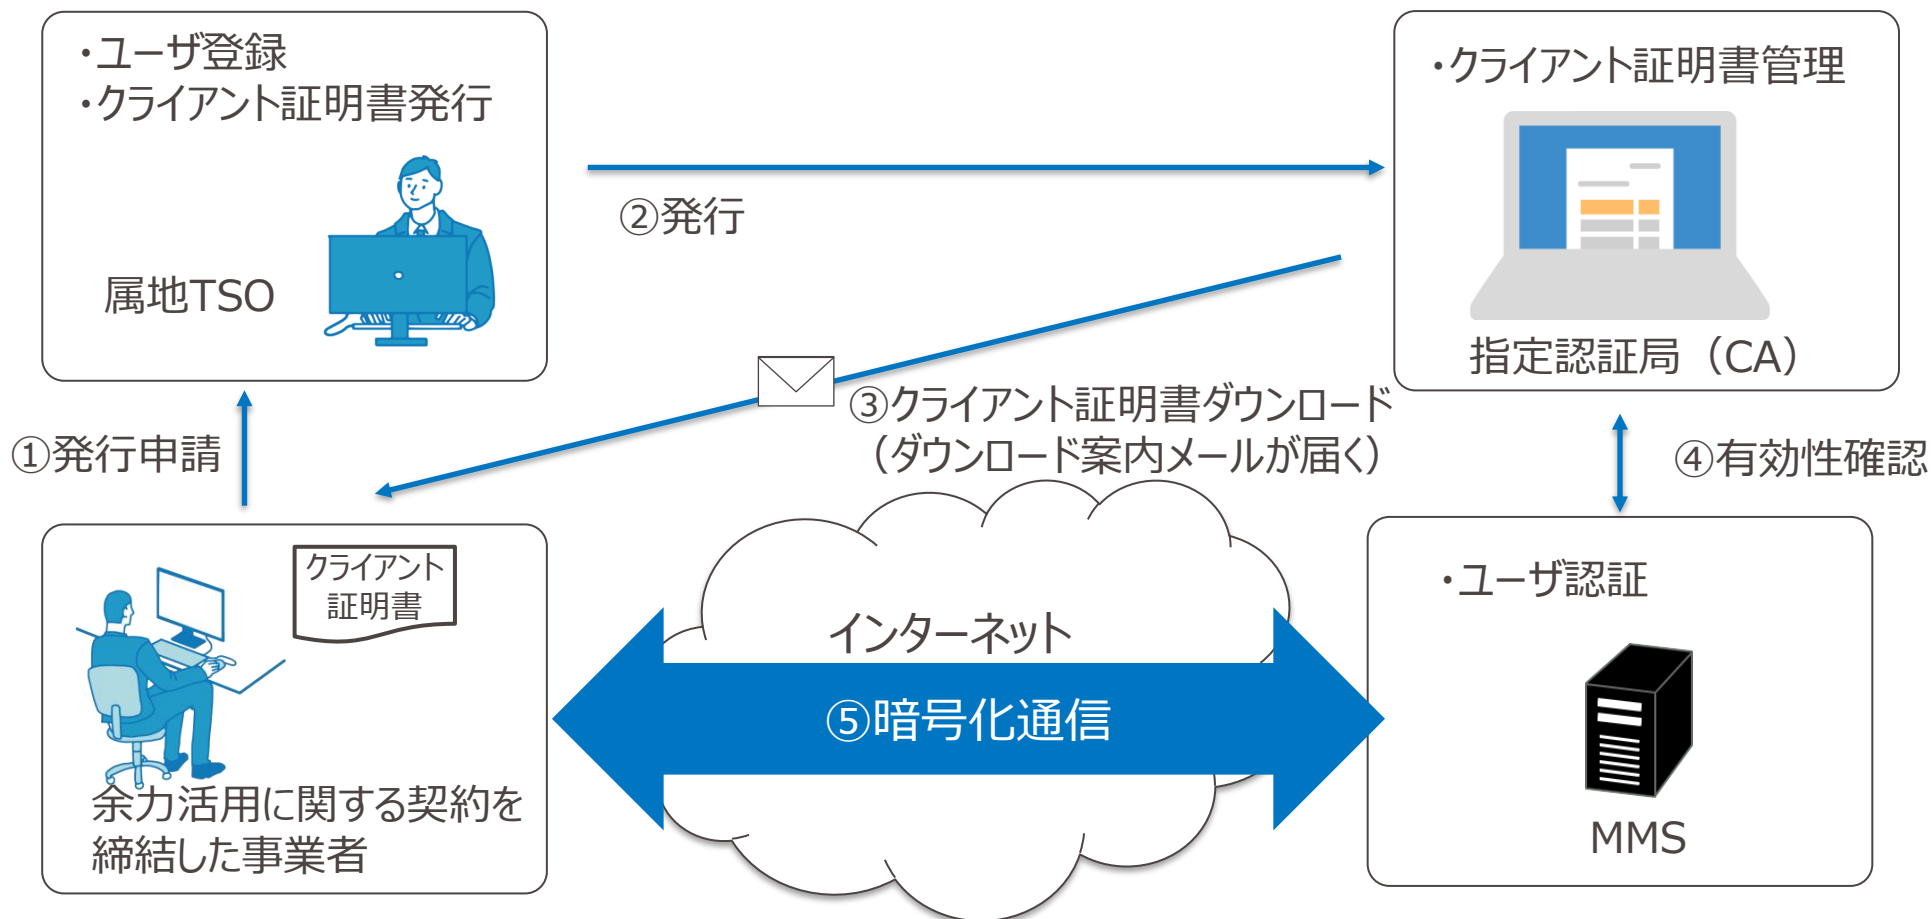 ・ユーザ登録
・クライアント証明書発行
属地TSO
②発行
・クライアント証明書管理
指定認証局（CA）
①発行申請
③クライアント証明書ダウンロード
（ダウンロード案内メールが届く）
④有効性確認
クライアント
証明書
余力活用に関する契約を
締結した事業者
インターネット
⑤暗号化通信
・ユーザ認証
MMS